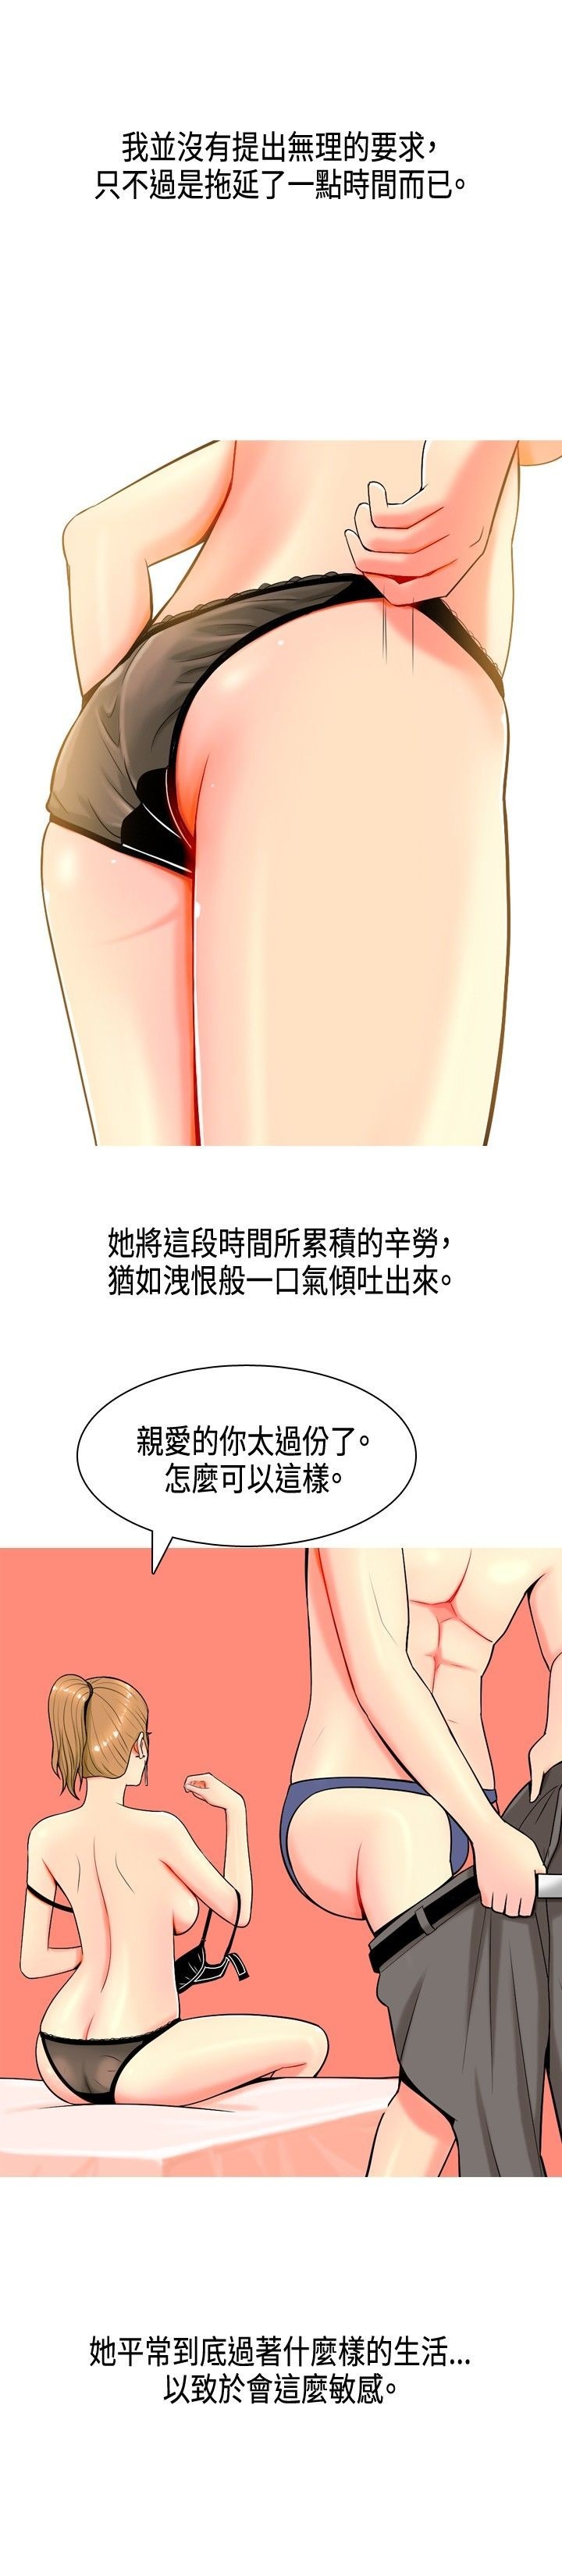 我並沒有提出無理的要求，
只不過是拖延了一點時間而已。
她將這段時間所累積的辛勞，
猶如洩恨般一口氣傾吐出來。
親愛的你太過份了。
怎麼可以這樣。
她平常到底過著什麼樣的生活...
以致於會這麼敏感。